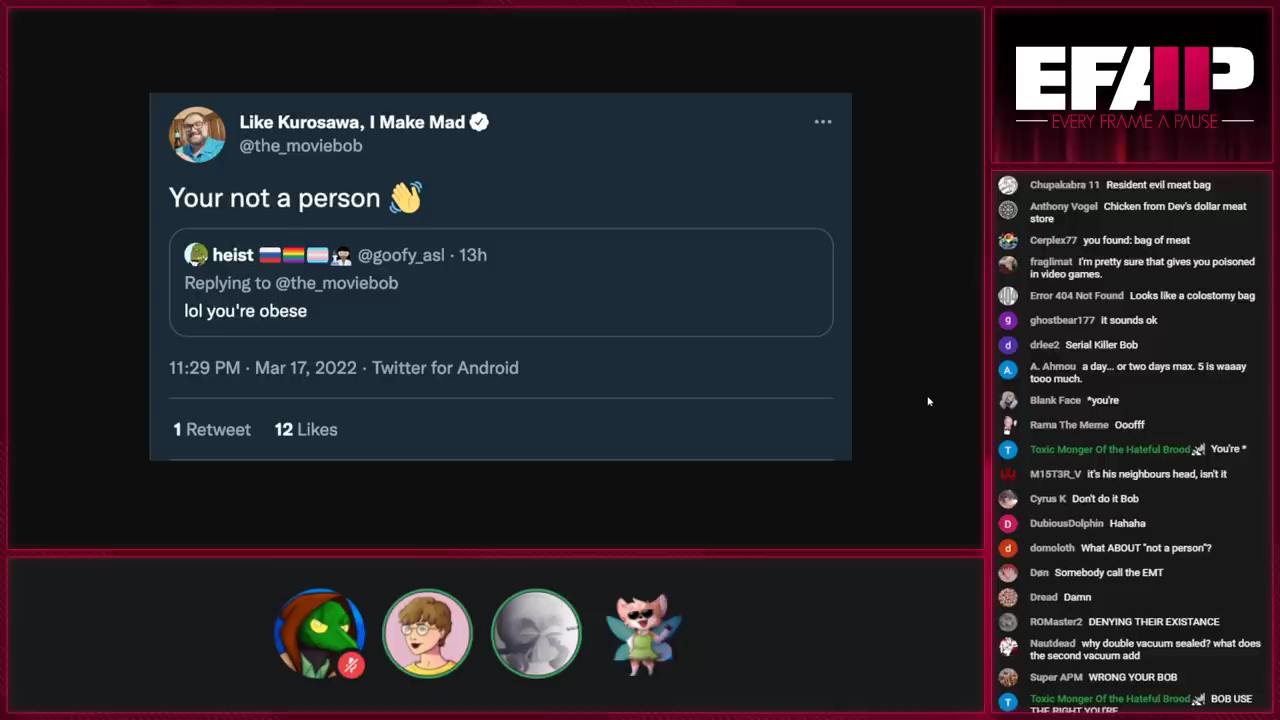 Like Kurosawa, I Make Mad
@the_moviebob
Your not a person 👋
heist 🇷🇺🏳️‍🌈🏳️‍⚧️ @goofy_asl · 13h
Replying to @the_moviebob
lol you're obese
11:29 PM · Mar 17, 2022 · Twitter for Android
1 Retweet 12 Likes
EFAP
EVERY FRAME A PAUSE
Chupakabra 11 Resident evil meat bag
Anthony Vogel Chicken from Dev's dollar meat
store
Cerplex77 you found: bag of meat
fraglimat I'm pretty sure that gives you poisoned
in video games.
Error 404 Not Found Looks like a colostomy bag
g ghostbear177 it sounds ok
d drlee2 Serial Killer Bob
A. A. Ahmou a day... or two days max. 5 is waaay
tooo much.
Blank Face *you're
Rama The Meme Ooofff
T Toxic Monger Of the Hateful Brood You're *
M15T3R_V it's his neighbours head, isn't it
Cyrus K Don't do it Bob
D DubiousDolphin Hahaha
d domoloth What ABOUT "not a person"?
Døn Somebody call the EMT
Dread Damn
ROMaster2 DENYING THEIR EXISTANCE
Nautdead why double vacuum sealed? what does
the second vacuum add
Super APM WRONG YOUR BOB
T Toxic Monger Of the Hateful Brood BOB USE
THE RIGHT YOU'RE